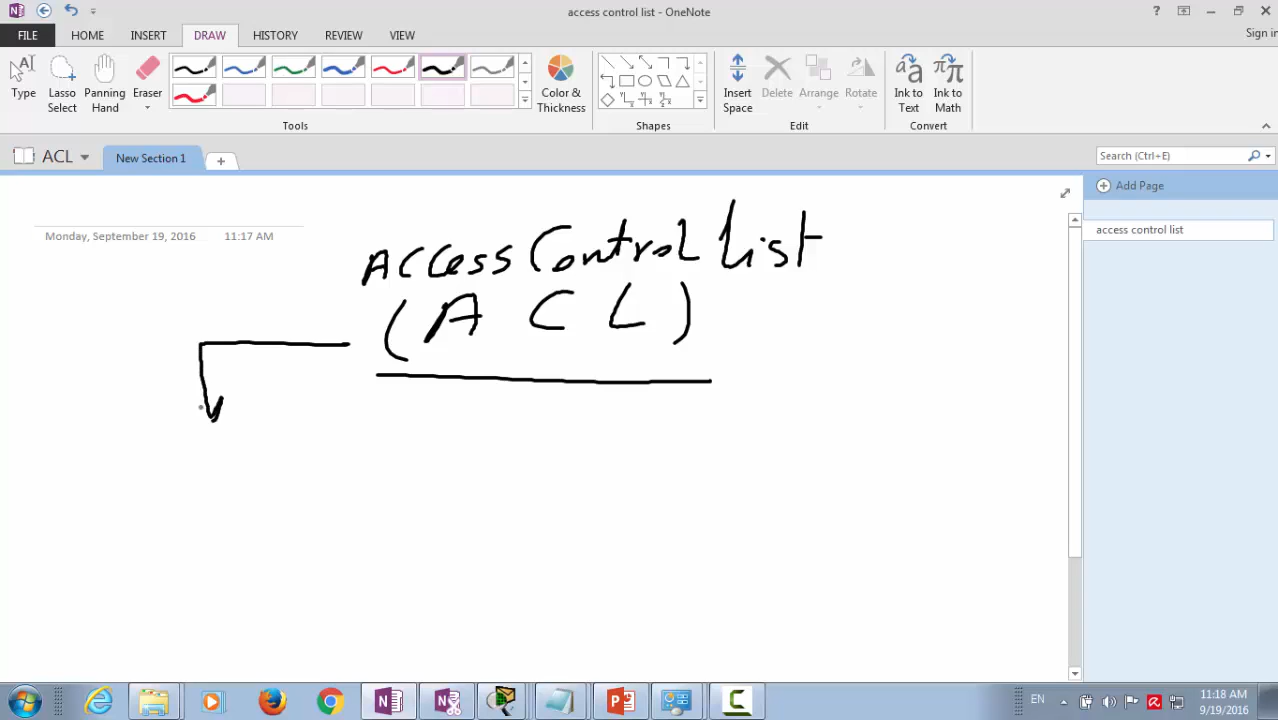 access control list - OneNote
? Sign in
FILE HOME INSERT DRAW HISTORY REVIEW VIEW
Type
Lasso Select
Panning Hand
Eraser
Color & Thickness
Insert Space
Delete
Arrange
Rotate
Ink to Text
Ink to Math
Tools Shapes Edit Convert
ACL New Section 1 +
Search (Ctrl+E)
Add Page
access control list
Monday, September 19, 2016 11:17 AM
Access Control List
(A C L)
EN 11:18 AM
9/19/2016